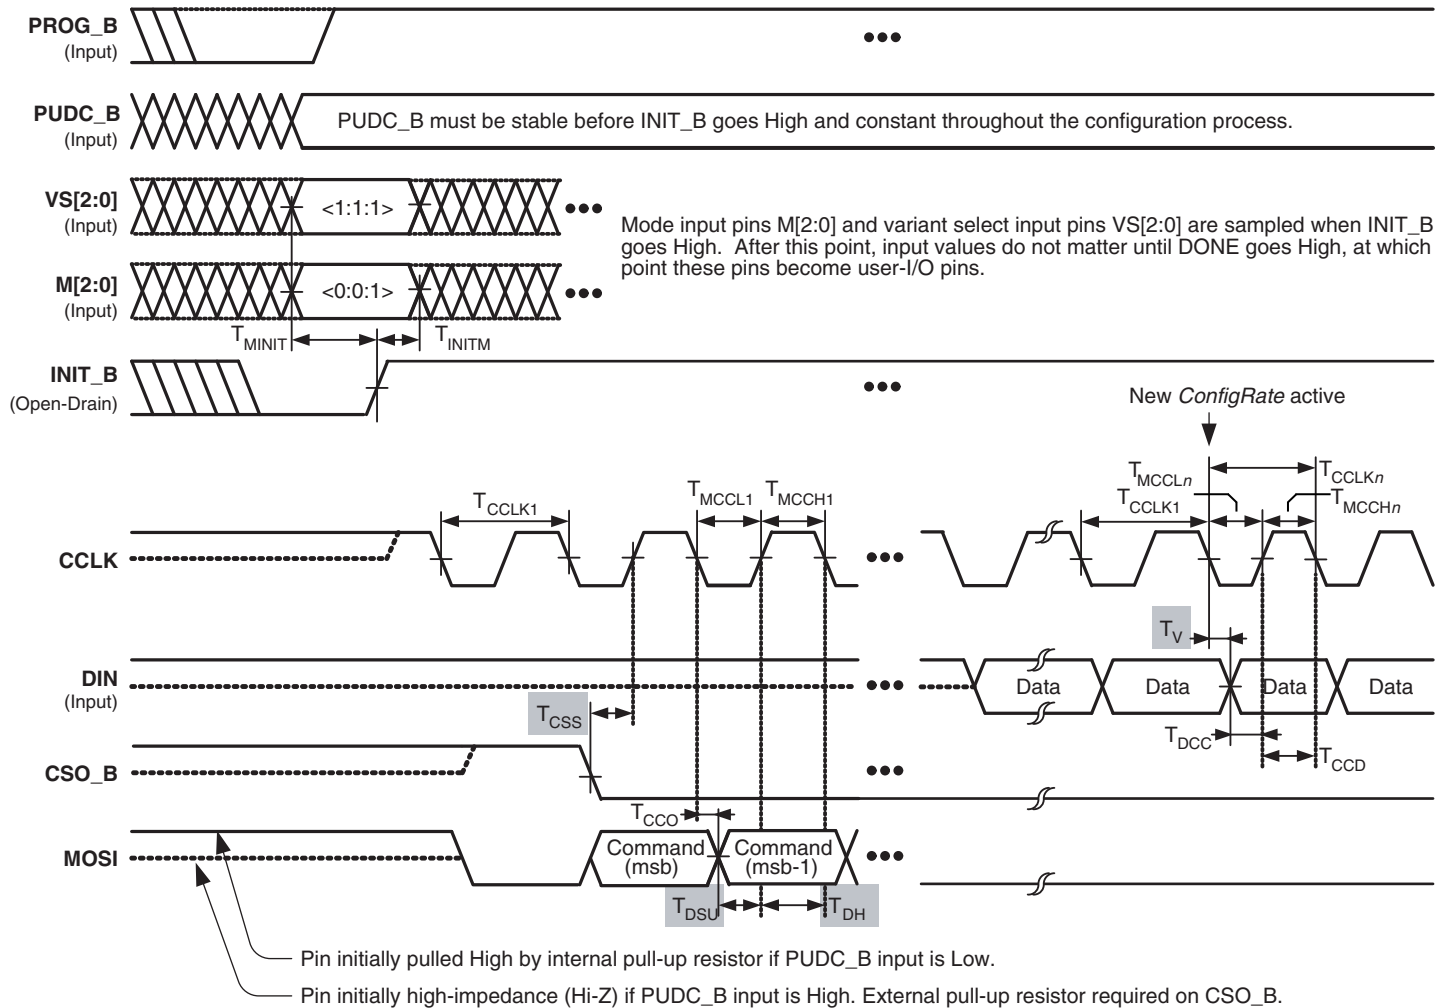 PROG_B
(Input)
PUDC_B
(Input)
PUDC_B must be stable before INIT_B goes High and constant throughout the configuration process.
VS[2:0]
(Input)
<1:1:1>
Mode input pins M[2:0] and variant select input pins VS[2:0] are sampled when INIT_B
goes High. After this point, input values do not matter until DONE goes High, at which
point these pins become user-I/O pins.
M[2:0]
(Input)
<0:0:1>
TMINIT
TINITM
INIT_B
(Open-Drain)
New ConfigRate active
TCCLK1
TMCCL1
TMCCH1
TMCCLn
TCCLK1
TCCLKn
TMCCHn
CCLK
TV
DIN
(Input)
Data
Data
Data
Data
TCSS
TDCC
TCCD
CSO_B
TCCO
MOSI
Command
(msb)
Command
(msb-1)
TDSU
TDH
Pin initially pulled High by internal pull-up resistor if PUDC_B input is Low.
Pin initially high-impedance (Hi-Z) if PUDC_B input is High. External pull-up resistor required on CSO_B.